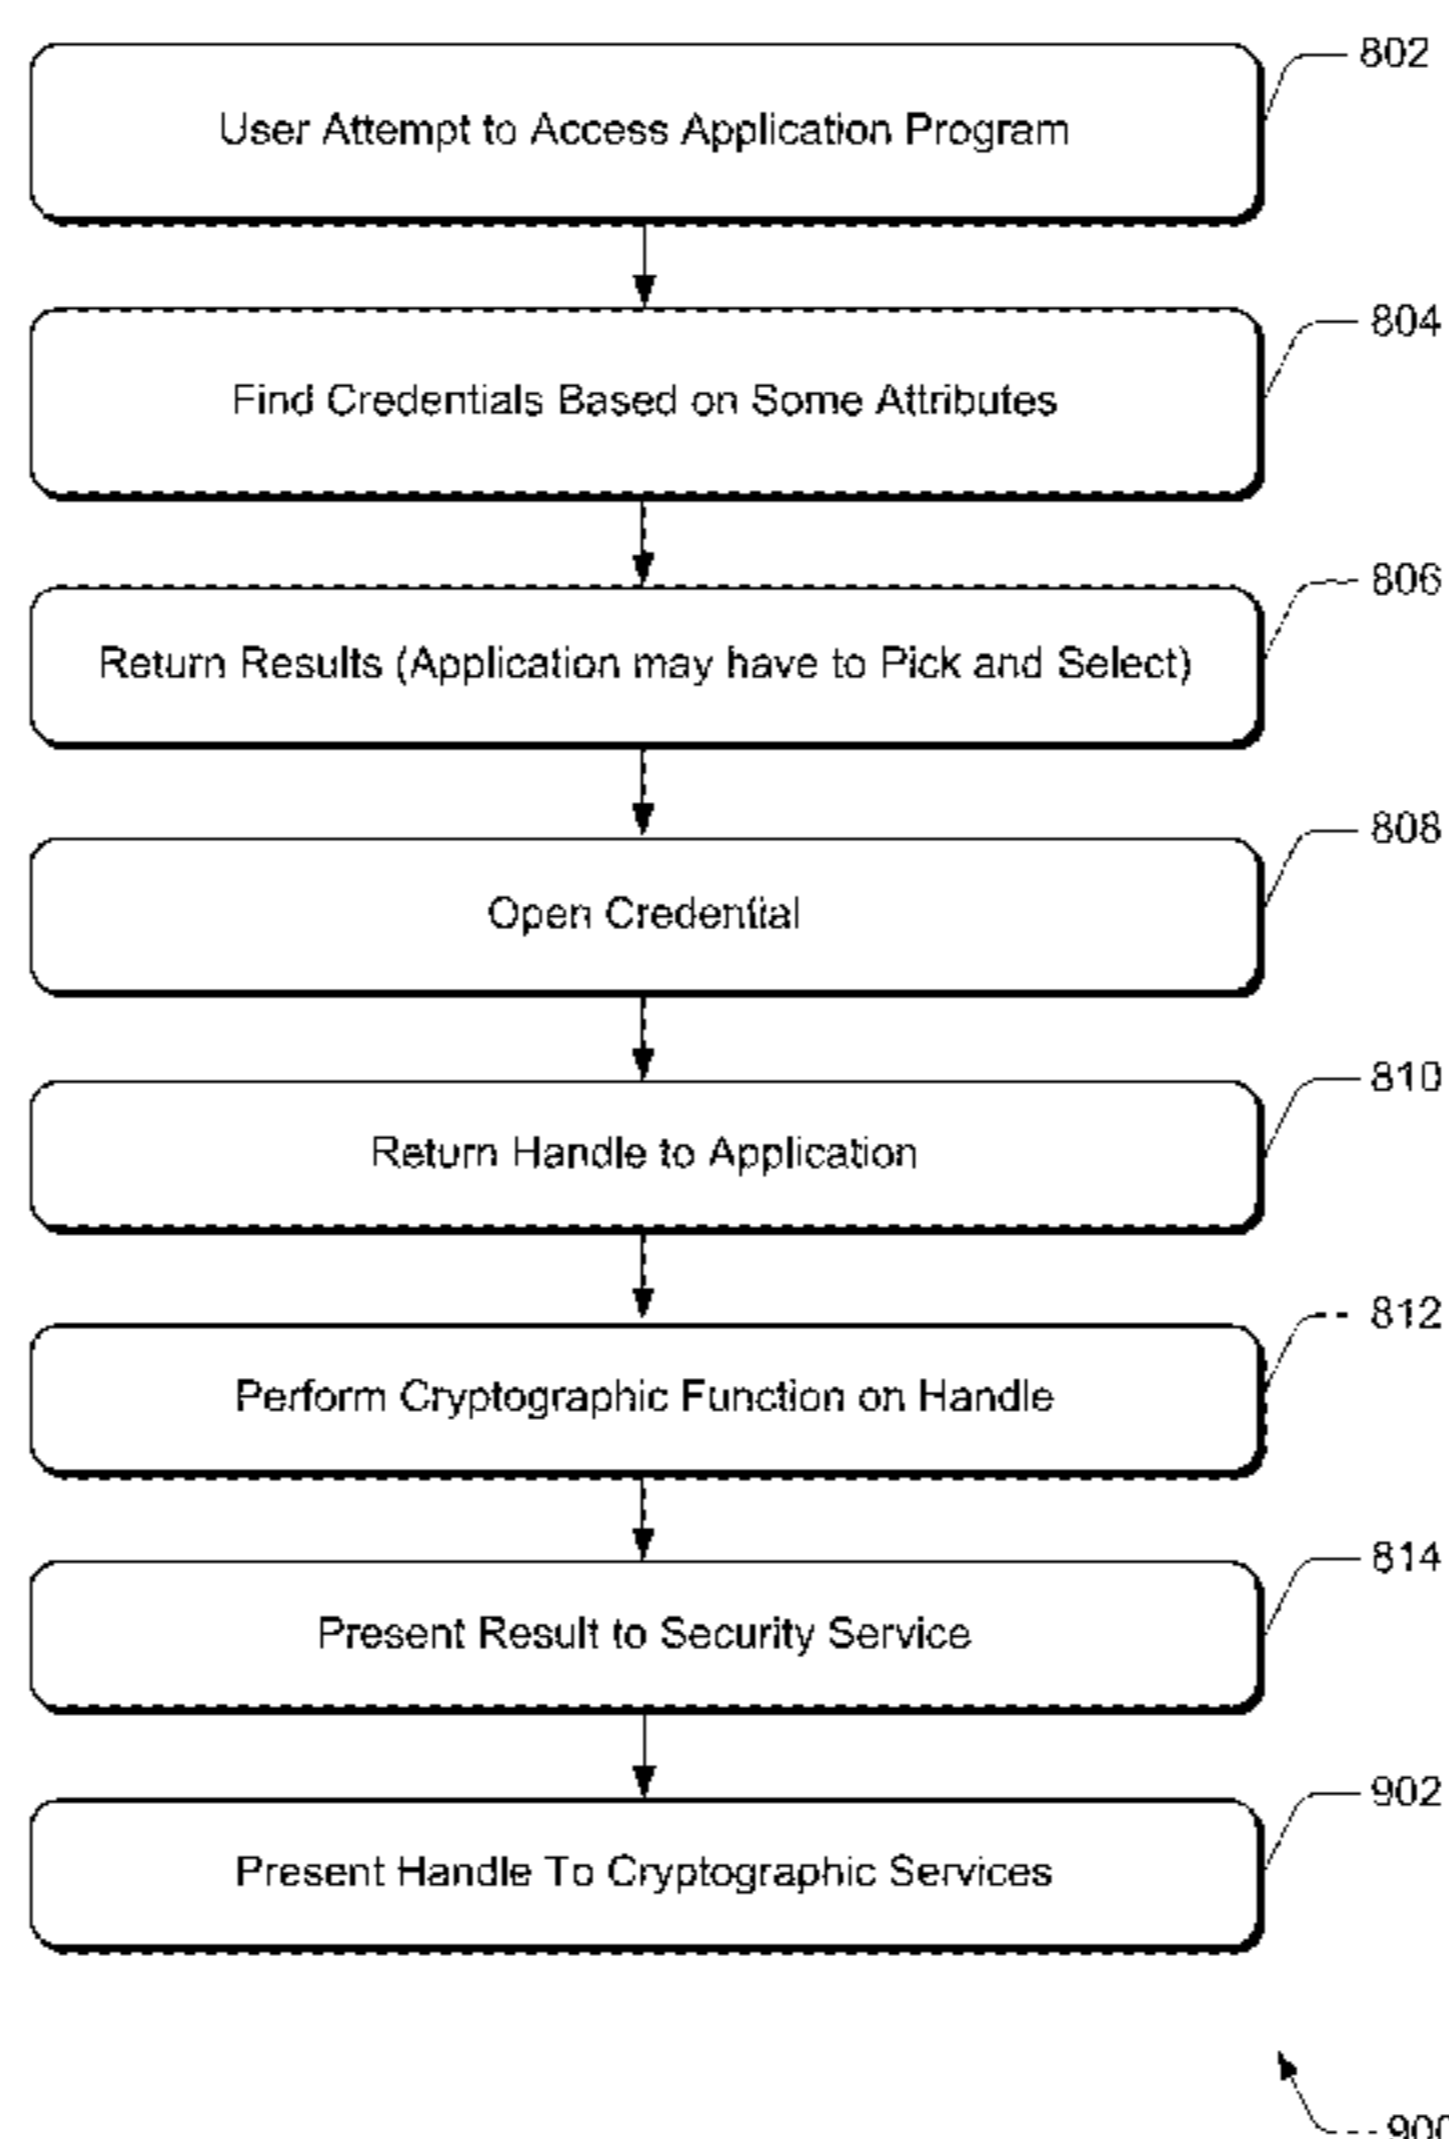 802
User Attempt to Access Application Program
804
Find Credentials Based on Some Attributes
806
Return Results (Application may have to Pick and Select)
808
Open Credential
810
Return Handle to Application
812
Perform Cryptographic Function on Handle
814
Present Result to Security Service
902
Present Handle To Cryptographic Services
900